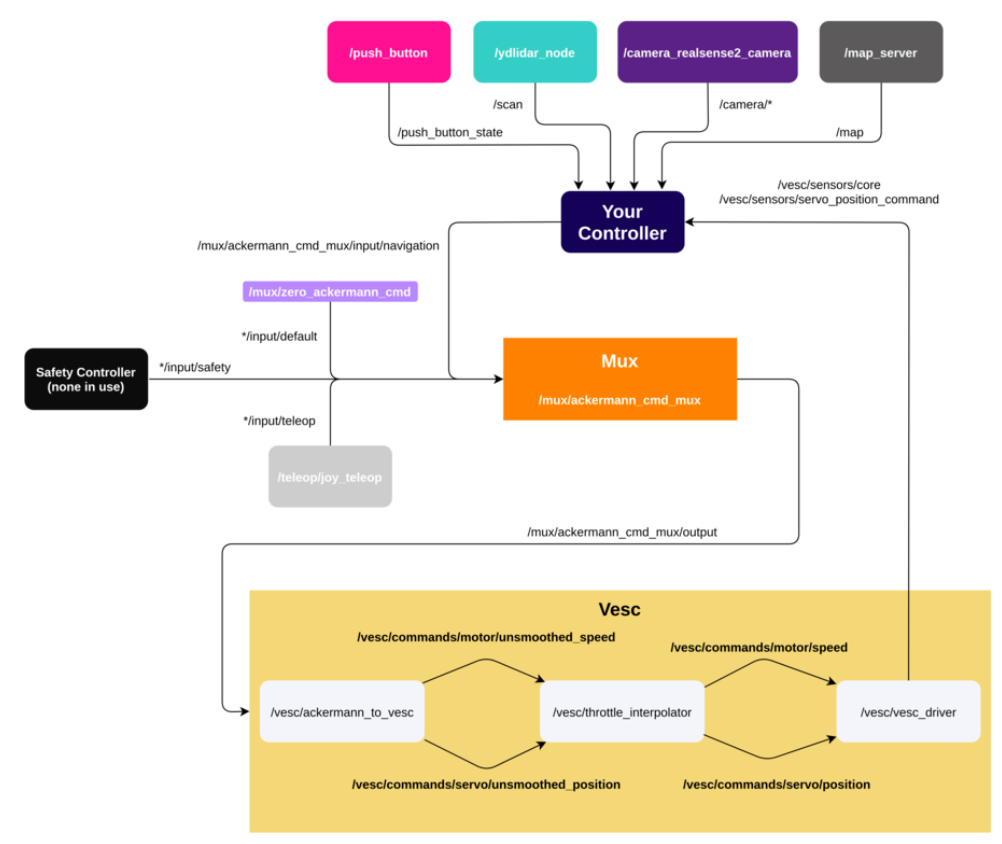 /push_button
/ydlidar_node
/camera_realsense2_camera
/map_server
/scan
/camera/*
/push_button_state
/map
/vesc/sensors/core
/vesc/sensors/servo_position_command
Your
Controller
/mux/ackermann_cmd_mux/input/navigation
/mux/zero_ackermann_cmd
*/input/default
Safety Controller
(none in use)
*/input/safety
Mux
/mux/ackermann_cmd_mux
*/input/teleop
/teleop/joy_teleop
/mux/ackermann_cmd_mux/output
Vesc
/vesc/commands/motor/unsmoothed_speed
/vesc/commands/motor/speed
/vesc/ackermann_to_vesc
/vesc/throttle_interpolator
/vesc/vesc_driver
/vesc/commands/servo/unsmoothed_position
/vesc/commands/servo/position